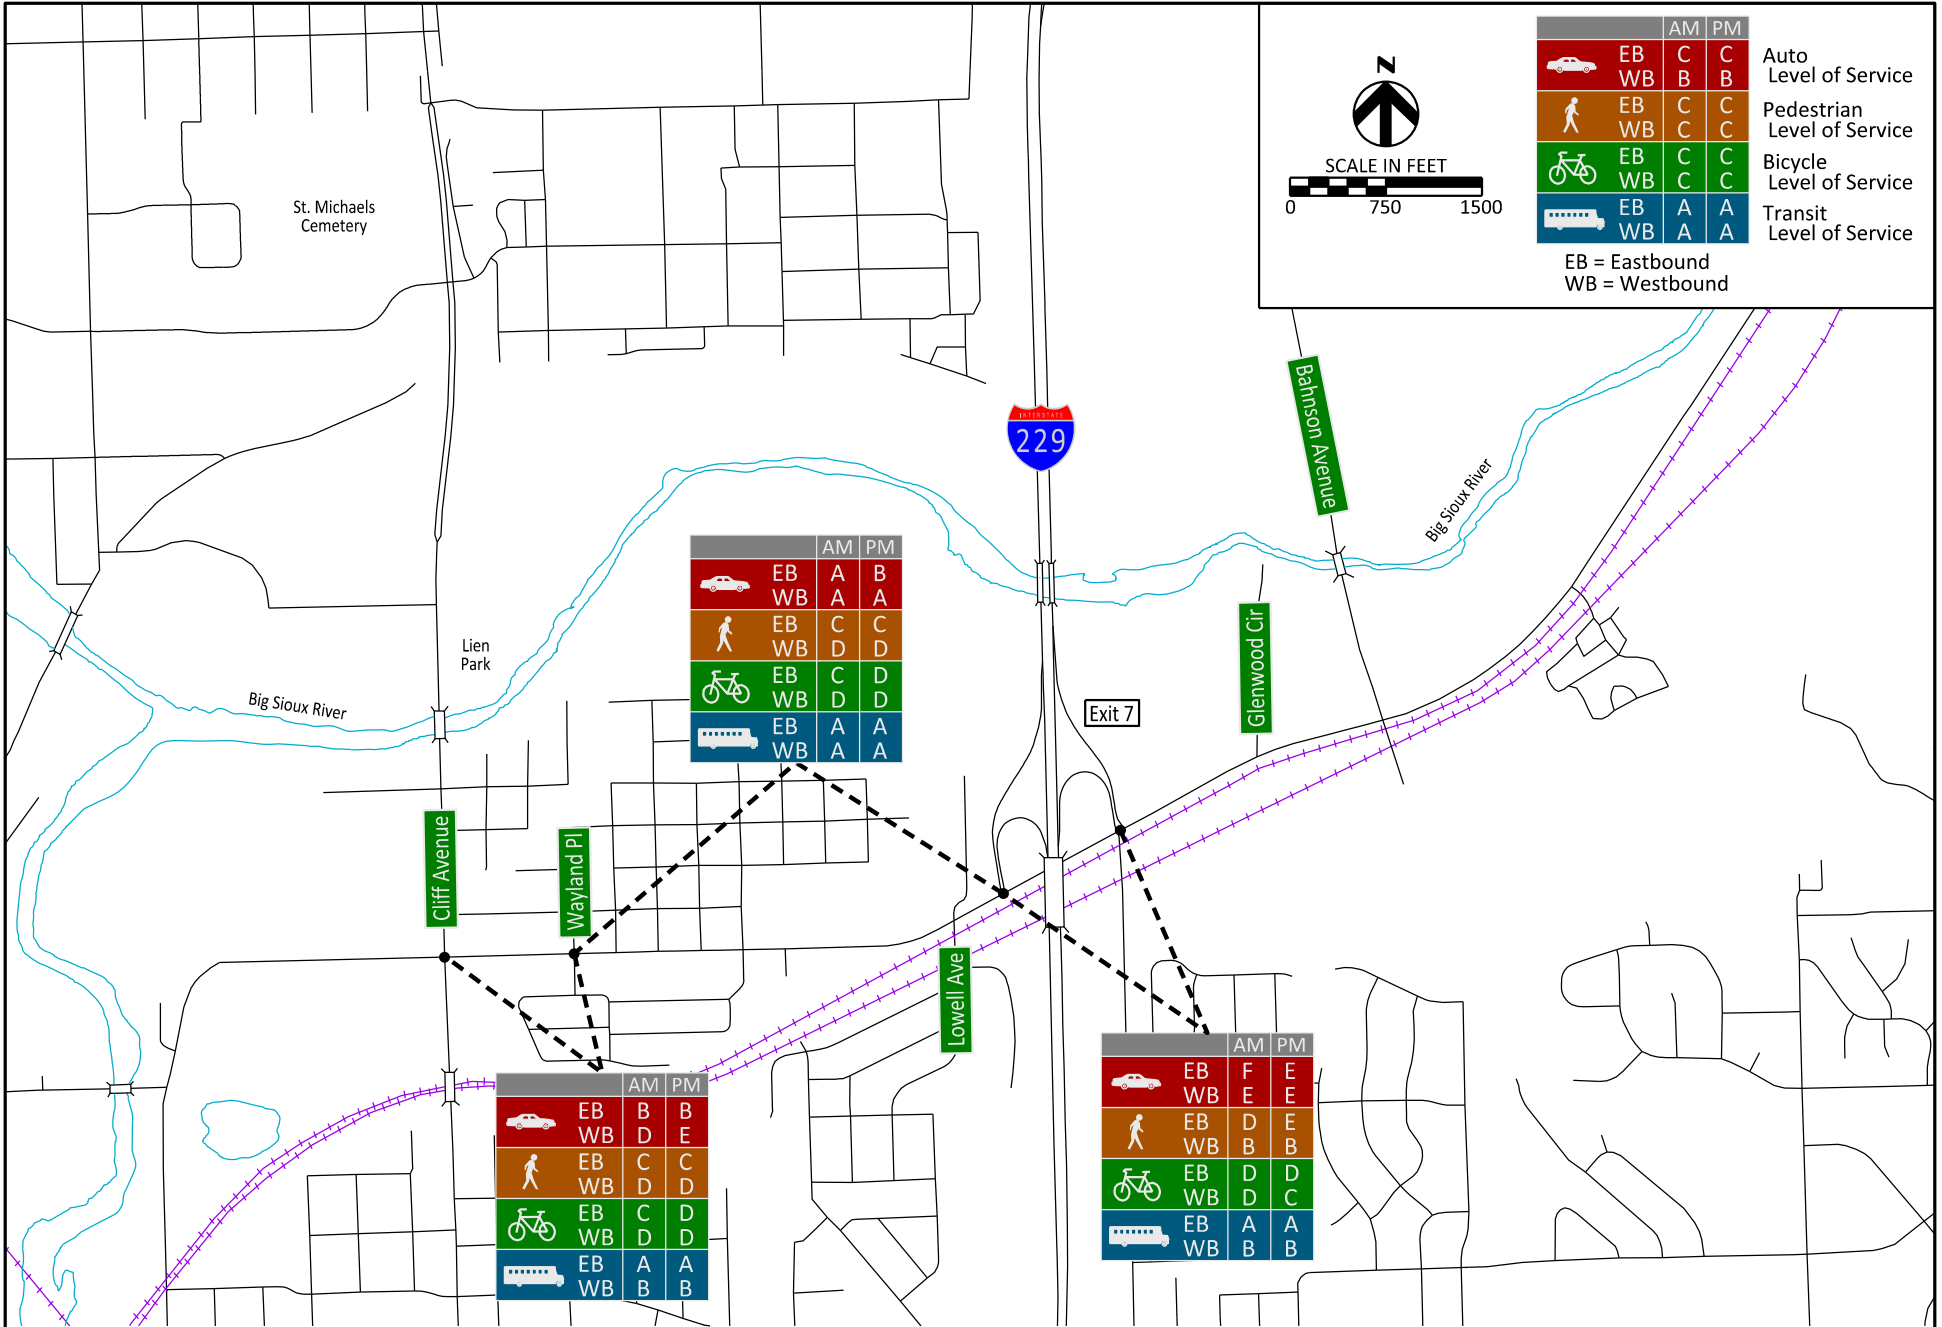 AM PM
EB C C
WB B B
Auto
Level of Service
EB C C
WB C C
Pedestrian
Level of Service
EB C C
WB C C
Bicycle
Level of Service
EB A A
WB A A
Transit
Level of Service
EB = Eastbound
WB = Westbound
N
SCALE IN FEET
0 750 1500
St. Michaels
Cemetery
INTERSTATE
229
Bahnson Avenue
Big Sioux River
AM PM
EB A B
WB A A
EB C C
WB D D
EB C D
WB D D
EB A A
WB A A
Lien
Park
Big Sioux River
Glenwood Cir
Exit 7
Cliff Avenue
Wayland Pl
Lowell Ave
AM PM
EB B B
WB D E
EB C C
WB D D
EB C D
WB D D
EB A A
WB B B
AM PM
EB F E
WB E E
EB D E
WB B B
EB D D
WB D C
EB A A
WB B B